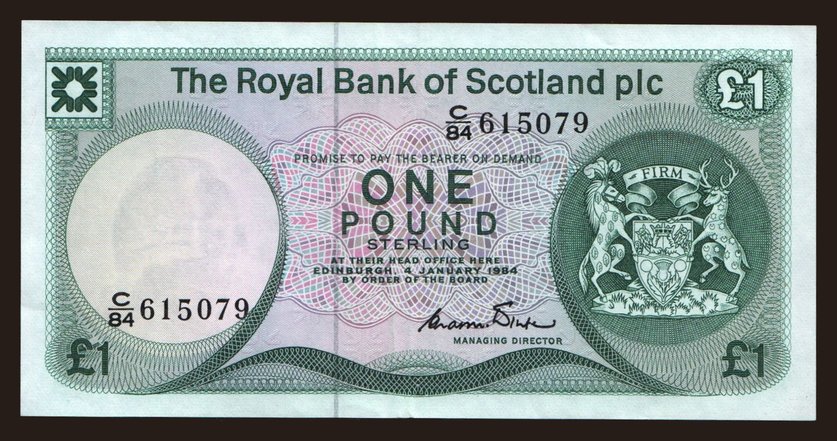 The Royal Bank of Scotland plc
£1
C/84 615079
PROMISE TO PAY THE BEARER ON DEMAND
FIRM
ONE
POUND
STERLING
AT THEIR HEAD OFFICE HERE
EDINBURGH, 4 JANUARY 1984
BY ORDER OF THE BOARD
C/84 615079
MANAGING DIRECTOR
£1
£1